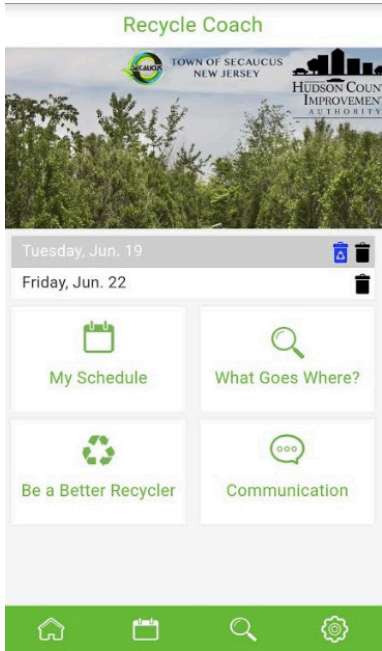 Recycle Coach
SECAUCUS
TOWN OF SECAUCUS
NEW JERSEY
HUDSON COUN
IMPROVEMEN
AUTHORITY
Tuesday, Jun. 19
Friday, Jun. 22
My Schedule
What Goes Where?
Be a Better Recycler
Communication